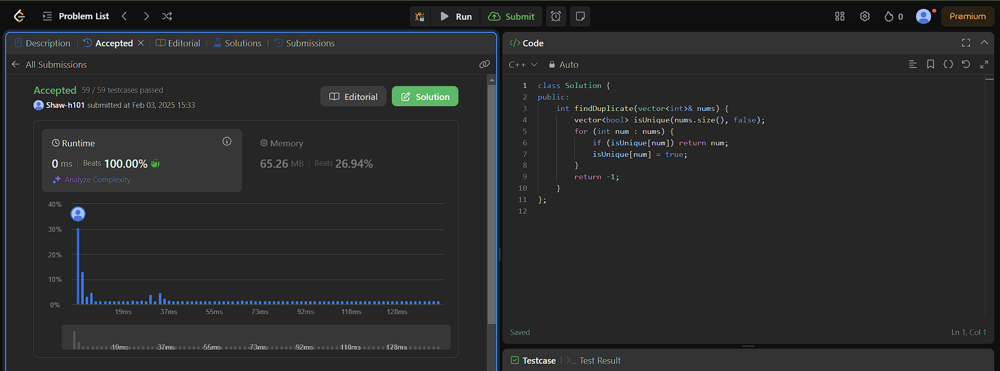 Problem List
Run
Submit
0
Premium
Description
Accepted
Editorial
Solutions
Submissions
All Submissions
Accepted 59 / 59 testcases passed
Shaw-h101 submitted at Feb 03, 2025 15:33
Editorial
Solution
Runtime
0 ms
Beats 100.00%
Analyze Complexity
Memory
65.26 MB
Beats 26.94%
40%
30%
20%
10%
0%
19ms 37ms 55ms 73ms 92ms 110ms 128ms
19ms 37ms 55ms 73ms 92ms 110ms 128ms
</> Code
C++ Auto
1 class Solution {
2 public:
3     int findDuplicate(vector<int>& nums) {
4         vector<bool> isUnique(nums.size(), false);
5         for (int num : nums) {
6             if (isUnique[num]) return num;
7             isUnique[num] = true;
8         }
9         return -1;
10     }
11 };
12
Saved
Ln 1, Col 1
Testcase
>_ Test Result